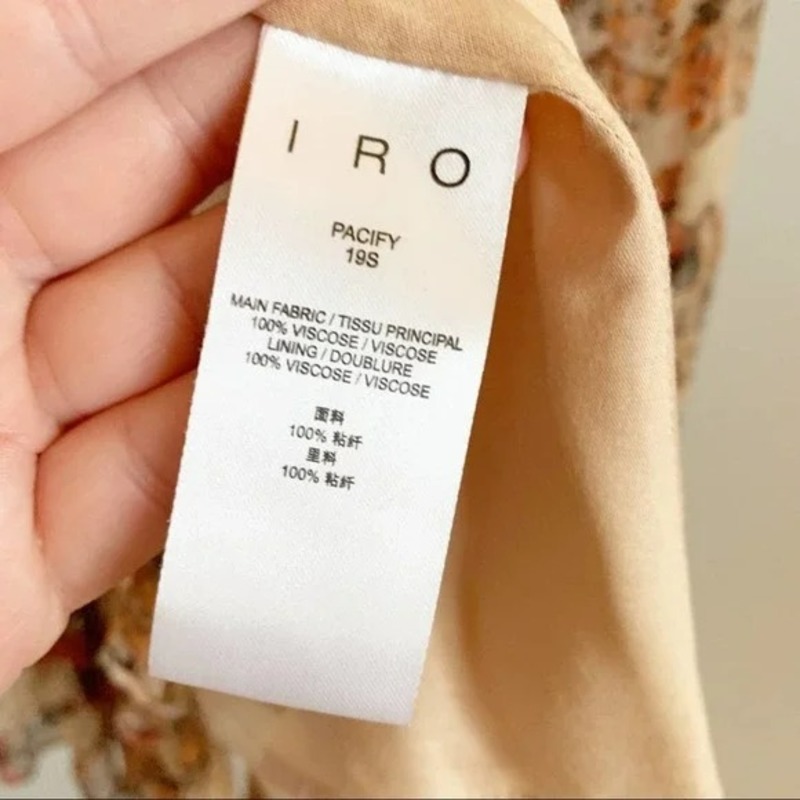 IRO
PACIFY
19S
MAIN FABRIC / TISSU PRINCIPAL
100% VISCOSE / VISCOSE
LINING / DOUBLURE
100% VISCOSE / VISCOSE
面料
100% 粘纤
里料
100% 粘纤